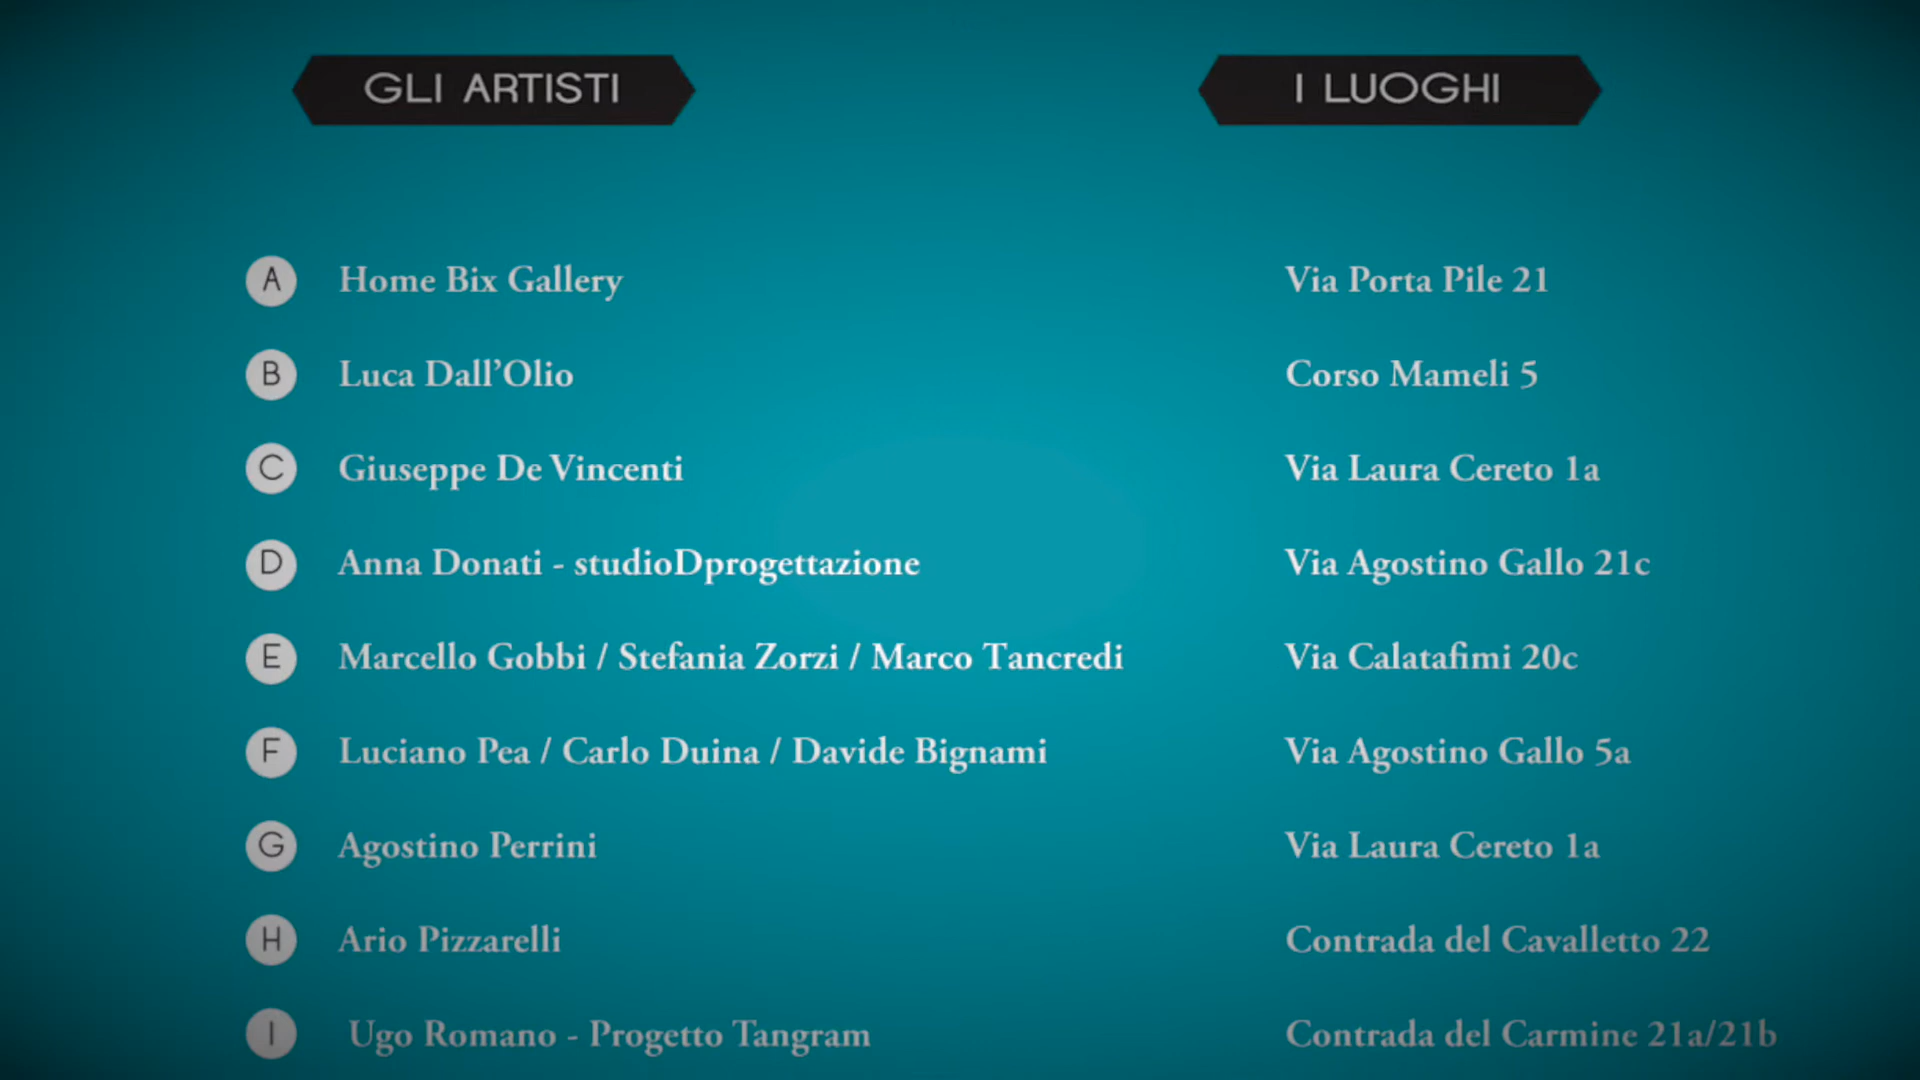 GLI ARTISTI I LUOGHI
A Home Bix Gallery Via Porta Pile 21
B Luca Dall’Olio Corso Mameli 5
C Giuseppe De Vincenti Via Laura Cereto 1a
D Anna Donati - studioDprogettazione Via Agostino Gallo 21c
E Marcello Gobbi / Stefania Zorzi / Marco Tancredi Via Calatafimi 20c
F Luciano Pea / Carlo Duina / Davide Bignami Via Agostino Gallo 5a
G Agostino Perrini Via Laura Cereto 1a
H Ario Pizzarelli Contrada del Cavalletto 22
I Ugo Romano - Progetto Tangram Contrada del Carmine 21a/21b